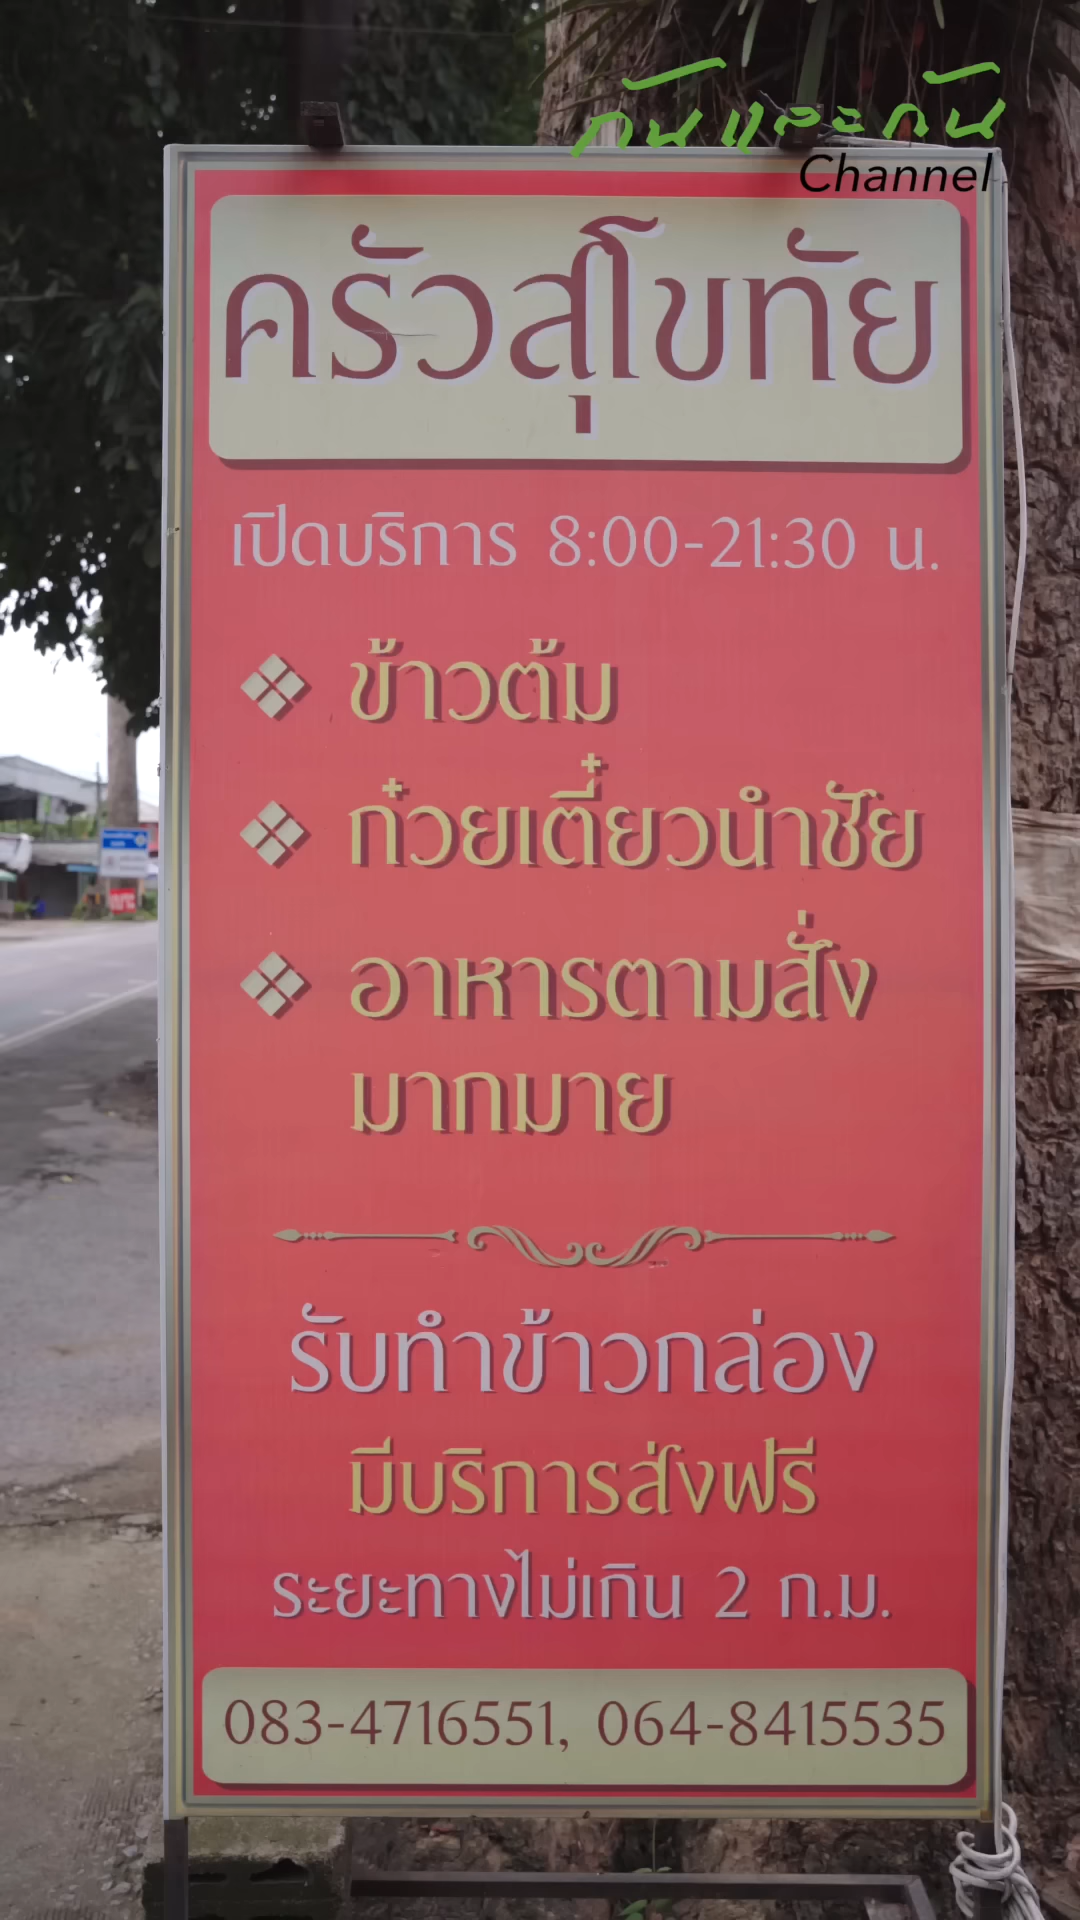 กันและกัน
Channel
ครัวสุโขทัย
เปิดบริการ 8:00-21:30 น.
ข้าวต้ม
ก๋วยเตี๋ยวนำชัย
อาหารตามสั่ง
มากมาย
รับทำข้าวกล่อง
มีบริการส่งฟรี
ระยะทางไม่เกิน 2 ก.ม.
083-4716551, 064-8415535